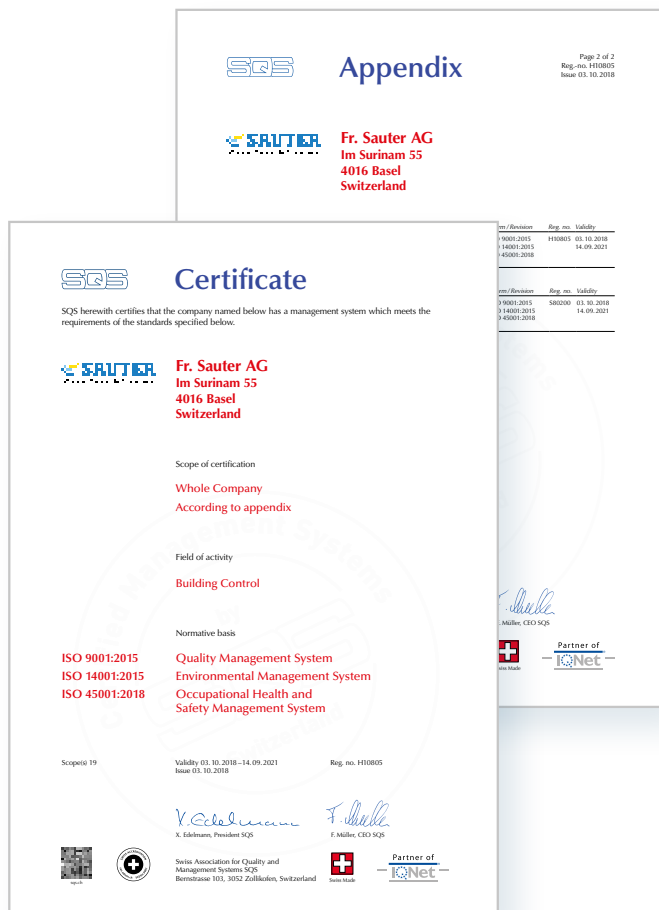 SQS
Appendix
Page 2 of 2
Reg.-no. H10805
Issue 03. 10. 2018
SAUTER
Fr. Sauter AG
Im Surinam 55
4016 Basel
Switzerland
Reg. no. Validity
9001:2015 H10805 03. 10. 2018
14001:2015 14. 09. 2021
45001:2018
Reg. no. Validity
9001:2015 S80200 03. 10. 2018
14001:2015 14. 09. 2021
45001:2018
Müller, CEO SQS
Partner of
IQNet
SQS
Certificate
SQS herewith certifies that the company named below has a management system which meets the
requirements of the standards specified below.
SAUTER
Fr. Sauter AG
Im Surinam 55
4016 Basel
Switzerland
Scope of certification
Whole Company
According to appendix
Field of activity
Building Control
Normative basis
ISO 9001:2015 Quality Management System
ISO 14001:2015 Environmental Management System
ISO 45001:2018 Occupational Health and
Safety Management System
Scope(s) 19
Validity 03. 10. 2018–14. 09. 2021
Issue 03. 10. 2018
Reg. no. H10805
X. Edelmann
X. Edelmann, President SQS
F. Müller, CEO SQS
sqs.ch
Swiss Association for Quality and
Management Systems SQS
Bernstrasse 103, 3052 Zollikofen, Switzerland
Swiss Made
Partner of
IQNet